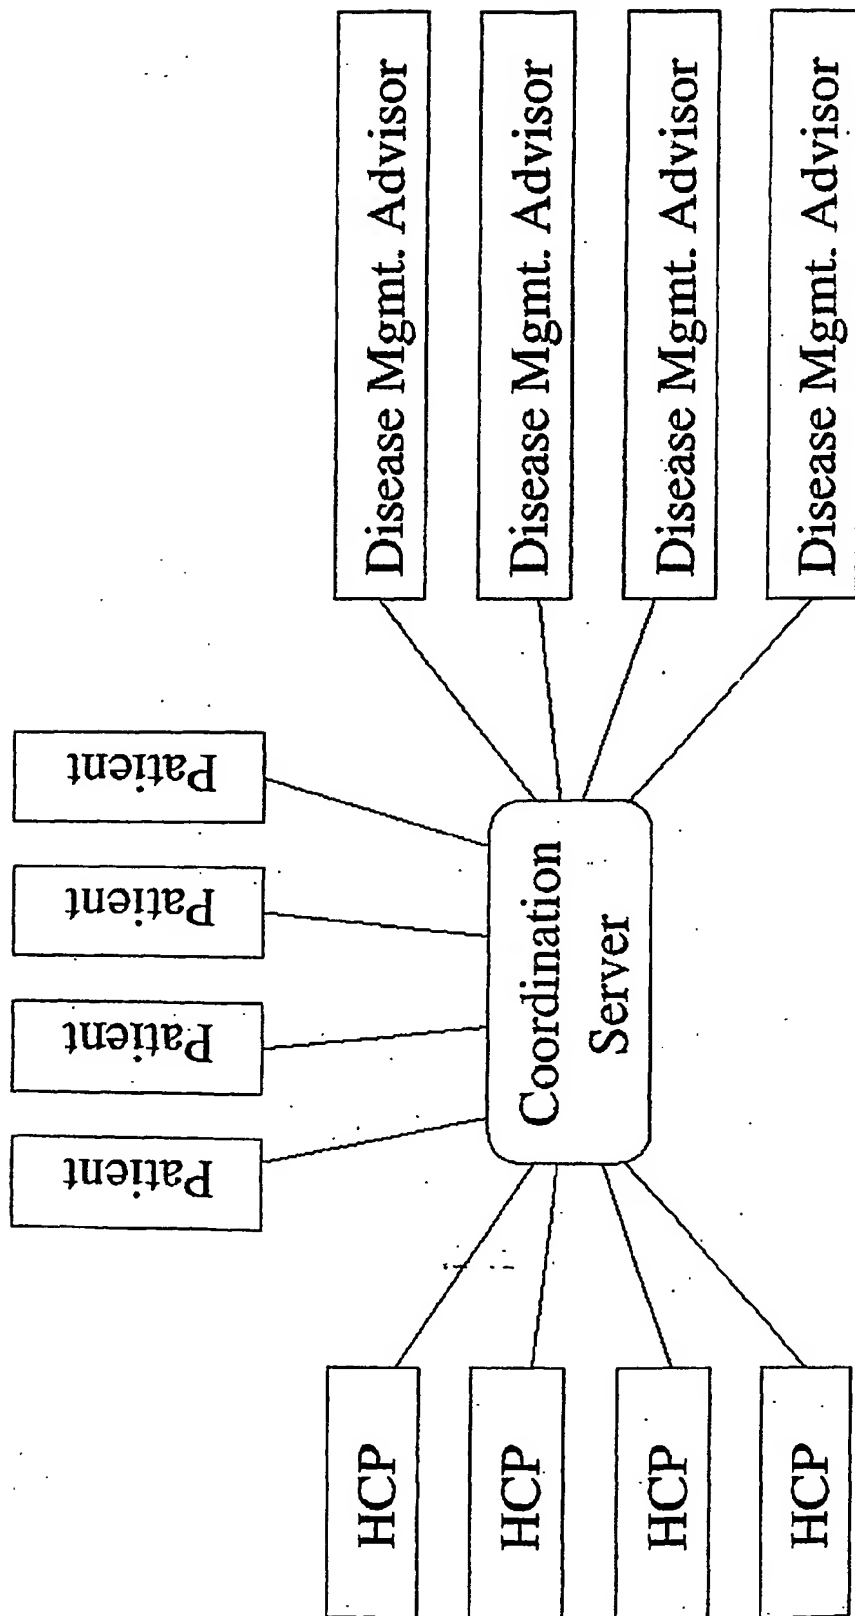 Patient
Patient
Patient
Patient
HCP
HCP
HCP
HCP
Coordination
Server
Disease Mgmt. Advisor
Disease Mgmt. Advisor
Disease Mgmt. Advisor
Disease Mgmt. Advisor